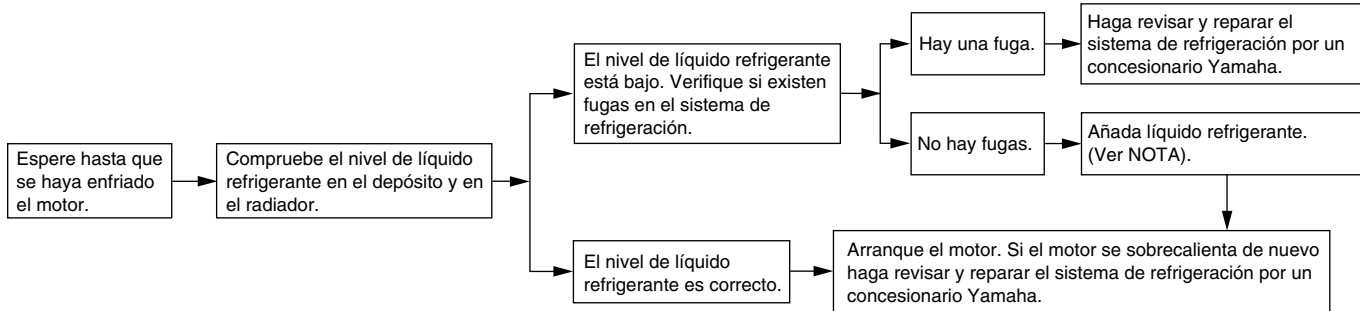 Espere hasta que
se haya enfriado
el motor.
Compruebe el nivel de líquido
refrigerante en el depósito y en
el radiador.
El nivel de líquido refrigerante
está bajo. Verifique si existen
fugas en el sistema de
refrigeración.
Hay una fuga.
Haga revisar y reparar el
sistema de refrigeración por un
concesionario Yamaha.
No hay fugas.
Añada líquido refrigerante.
(Ver NOTA).
El nivel de líquido
refrigerante es correcto.
Arranque el motor. Si el motor se sobrecalienta de nuevo
haga revisar y reparar el sistema de refrigeración por un
concesionario Yamaha.